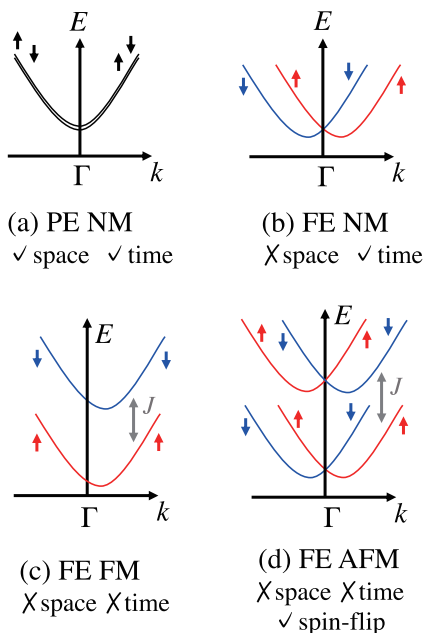 E
E
Γ
k
Γ
k
(a) PE NM
✓space ✓time
(b) FE NM
✗space ✓time
E
J
Γ
k
E
J
Γ
k
(c) FE FM
✗space ✗time
(d) FE AFM
✗space ✗time
✓spin-flip